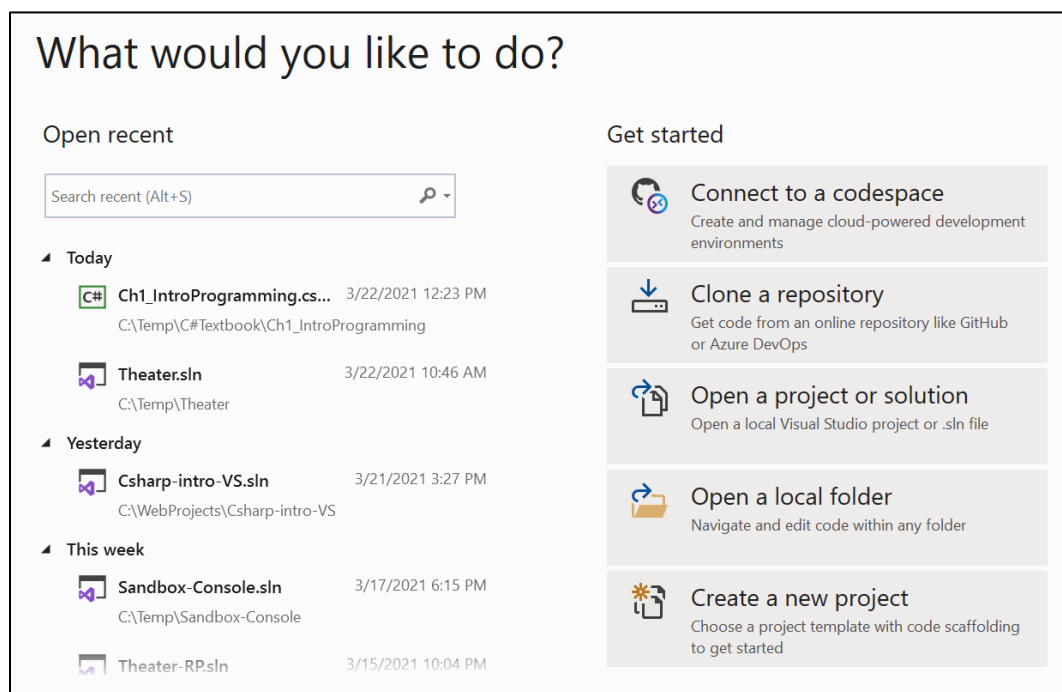 What would you like to do?
Open recent
Search recent (Alt+S)
Today
C#
Ch1_IntroProgramming.cs... 3/22/2021 12:23 PM
C:\Temp\C#Textbook\Ch1_IntroProgramming
Theater.sln 3/22/2021 10:46 AM
C:\Temp\Theater
Yesterday
Csharp-intro-VS.sln 3/21/2021 3:27 PM
C:\WebProjects\Csharp-intro-VS
This week
Sandbox-Console.sln 3/17/2021 6:15 PM
C:\Temp\Sandbox-Console
Theater-RP.sln 3/15/2021 10:04 PM
Get started
Connect to a codespace
Create and manage cloud-powered development
environments
Clone a repository
Get code from an online repository like GitHub
or Azure DevOps
Open a project or solution
Open a local Visual Studio project or .sln file
Open a local folder
Navigate and edit code within any folder
Create a new project
Choose a project template with code scaffolding
to get started